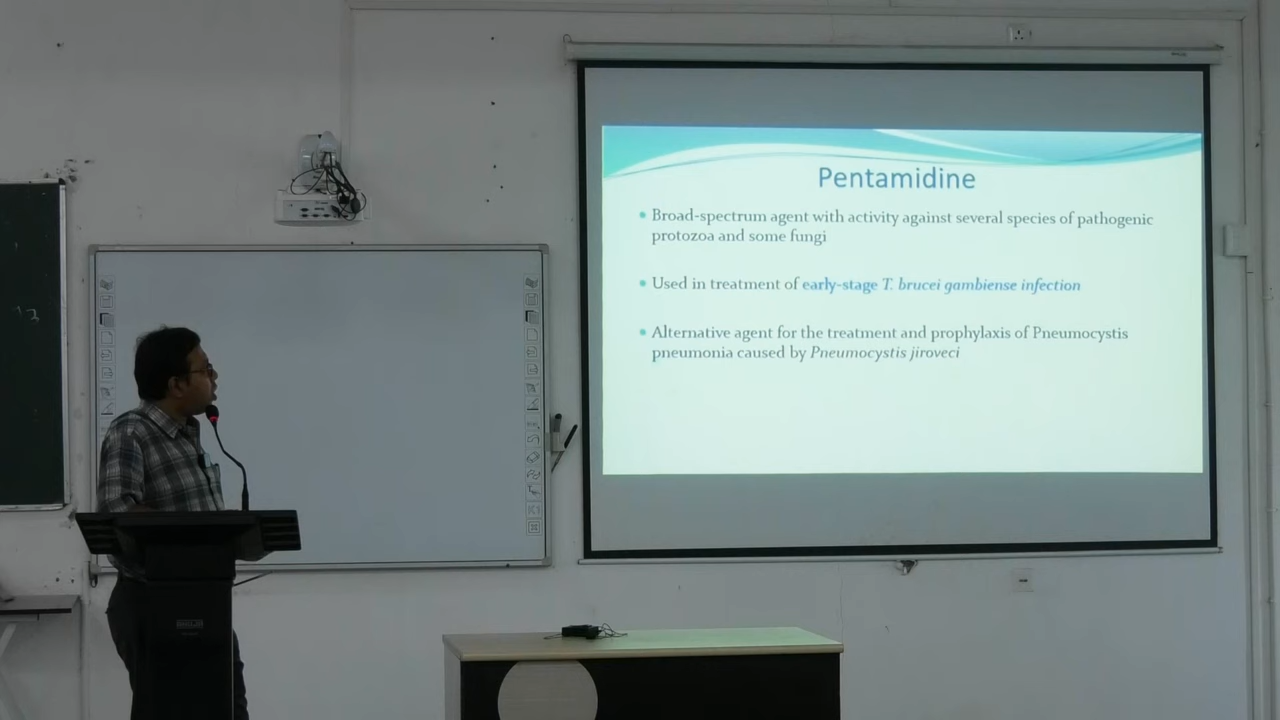 Pentamidine
• Broad-spectrum agent with activity against several species of pathogenic
protozoa and some fungi
• Used in treatment of early-stage T. brucei gambiense infection
• Alternative agent for the treatment and prophylaxis of Pneumocystis
pneumonia caused by Pneumocystis jiroveci